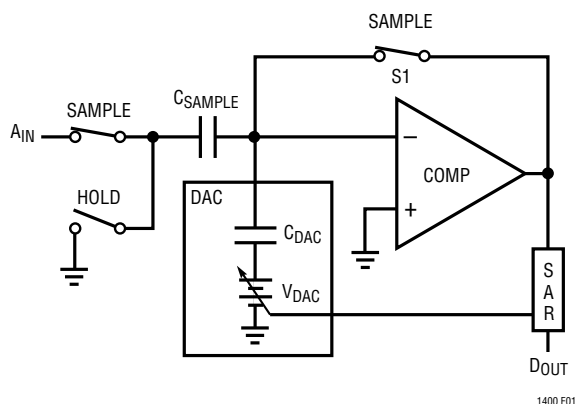 SAMPLE
S1
CSAMPLE
SAMPLE
AIN
HOLD
DAC
CDAC
VDAC
−
+
COMP
S
A
R
DOUT
1400 F01